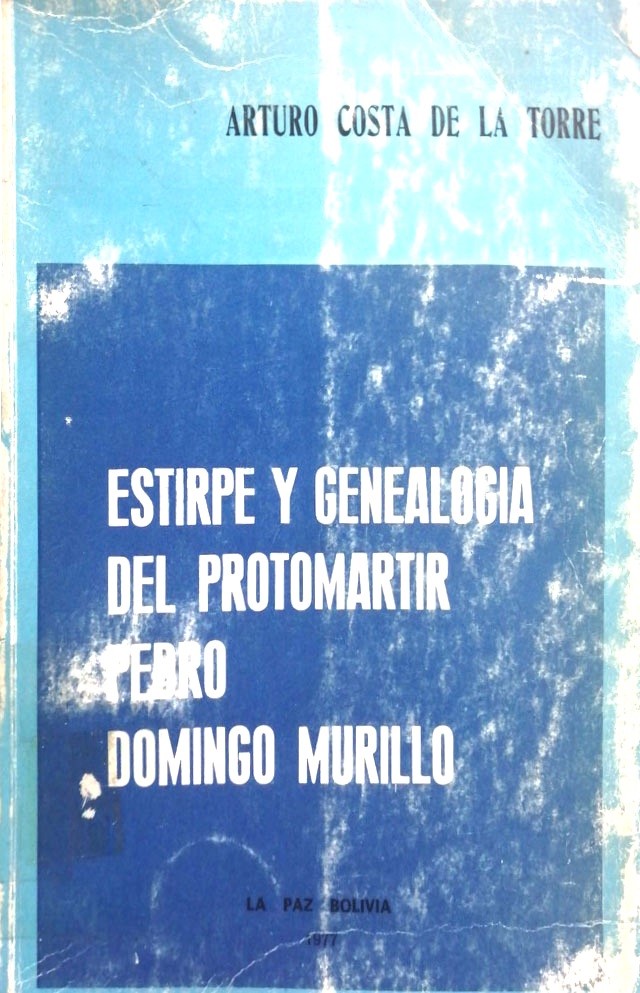 ARTURO COSTA DE LA TORRE
ESTIRPE Y GENEALOGIA
DEL PROTOMARTIR
PEDRO
DOMINGO MURILLO
LA PAZ BOLIVIA
1977